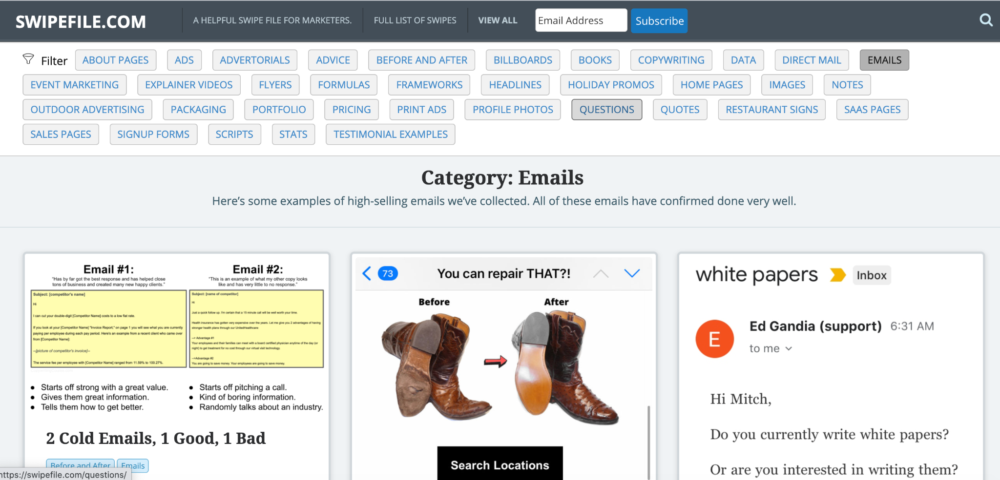 SWIPEFILE.COM
A HELPFUL SWIPE FILE FOR MARKETERS.
FULL LIST OF SWIPES
VIEW ALL
Email Address
Subscribe
Filter
ABOUT PAGES
ADS
ADVERTORIALS
ADVICE
BEFORE AND AFTER
BILLBOARDS
BOOKS
COPYWRITING
DATA
DIRECT MAIL
EMAILS
EVENT MARKETING
EXPLAINER VIDEOS
FLYERS
FORMULAS
FRAMEWORKS
HEADLINES
HOLIDAY PROMOS
HOME PAGES
IMAGES
NOTES
OUTDOOR ADVERTISING
PACKAGING
PORTFOLIO
PRICING
PRINT ADS
PROFILE PHOTOS
QUESTIONS
QUOTES
RESTAURANT SIGNS
SAAS PAGES
SALES PAGES
SIGNUP FORMS
SCRIPTS
STATS
TESTIMONIAL EXAMPLES
Category: Emails
Here's some examples of high-selling emails we've collected. All of these emails have confirmed done very well.
Email #1:
"Has by far got the best response and has helped close
tons of business and created many new happy clients."
Subject: [competitor's name]
Hi
I can cut your double-digit [Competitor Name] costs to a low flat rate.
If you look at your [Competitor Name] "Invoice Report," on page 1 you will see what you are currently
paying per employee during each pay period. Here's an example from a recent client who came over
from [Competitor Name]:
--[picture of competitor's invoice]--
The service fee per employee with [Competitor Name] ranged from 11.59% to 100.27%.
Starts off strong with a great value.
Gives them great information.
Tells them how to get better.
Email #2:
"This is an example of what my other copy looks
like and has very little to no response."
Subject: [name of competitor]
Hi
Just a quick follow up. I'm certain that a 15 minute call will be well worth your time.
Health insurance has gotten very expensive over the years. Let me give you 2 advantages of having
stronger health plans through our UnitedHealthcare:
--> Advantage #1
Your employees and their families can meet with a board certified physician anytime of the day (or
night) to get treatment for no cost through our virtual visit technology.
-->Advantage #2
You are going to save money. Your employees are going to save money.
Starts off pitching a call.
Kind of boring information.
Randomly talks about an industry.
2 Cold Emails, 1 Good, 1 Bad
Before and After
Emails
https://swipefile.com/questions/
73
You can repair THAT?!
Before
After
Search Locations
white papers
Inbox
E
Ed Gandia (support)
6:31 AM
to me
Hi Mitch,
Do you currently write white papers?
Or are you interested in writing them?